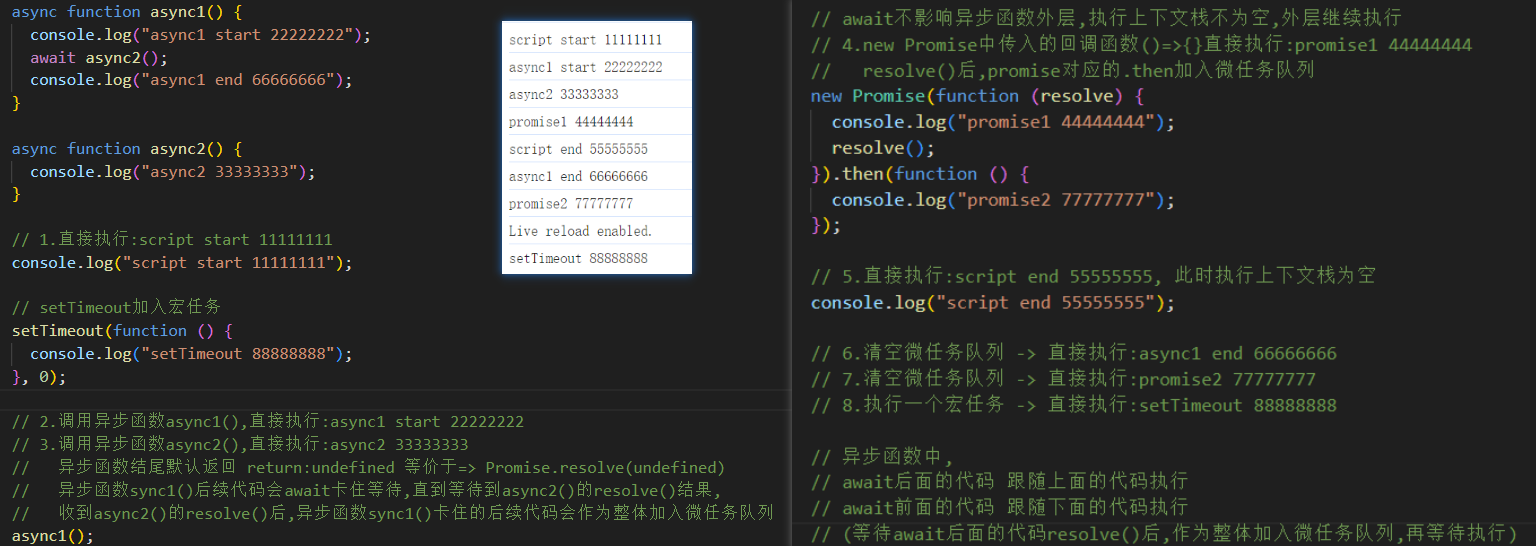 async function async1() {
  console.log("async1 start 22222222");
  await async2();
  console.log("async1 end 66666666");
}

async function async2() {
  console.log("async2 33333333");
}

// 1.直接执行:script start 11111111
console.log("script start 11111111");

// setTimeout加入宏任务
setTimeout(function () {
  console.log("setTimeout 88888888");
}, 0);

// 2.调用异步函数async1(),直接执行:async1 start 22222222
// 3.调用异步函数async2(),直接执行:async2 33333333
//   异步函数结尾默认返回 return:undefined 等价于=> Promise.resolve(undefined)
//   异步函数sync1()后续代码会await卡住等待,直到等待到async2()的resolve()结果,
//   收到async2()的resolve()后,异步函数sync1()卡住的后续代码会作为整体加入微任务队列
async1();

script start 11111111
async1 start 22222222
async2 33333333
promise1 44444444
script end 55555555
async1 end 66666666
promise2 77777777
Live reload enabled.
setTimeout 88888888

// await不影响异步函数外层,执行上下文栈不为空,外层继续执行
// 4.new Promise中传入的回调函数()=>{}直接执行:promise1 44444444
//   resolve()后,promise对应的.then加入微任务队列
new Promise(function (resolve) {
  console.log("promise1 44444444");
  resolve();
}).then(function () {
  console.log("promise2 77777777");
});

// 5.直接执行:script end 55555555, 此时执行上下文栈为空
console.log("script end 55555555");

// 6.清空微任务队列 -> 直接执行:async1 end 66666666
// 7.清空微任务队列 -> 直接执行:promise2 77777777
// 8.执行一个宏任务 -> 直接执行:setTimeout 88888888

// 异步函数中,
// await后面的代码 跟随上面的代码执行
// await前面的代码 跟随下面的代码执行
// (等待await后面的代码resolve()后,作为整体加入微任务队列,再等待执行)